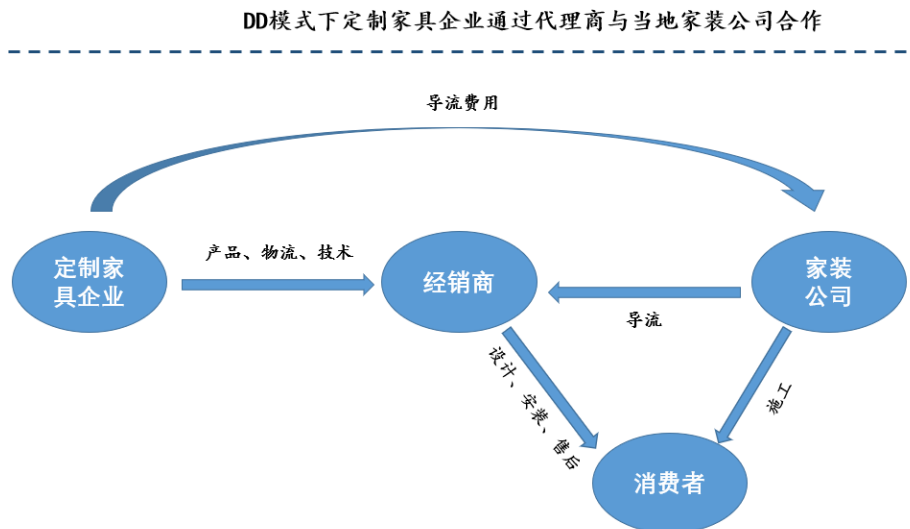 DD模式下定制家具企业通过代理商与当地家装公司合作
导流费用
定制家
具企业
产品、物流、技术
经销商
家装
公司
导流
设计、安装、售后
施工
消费者